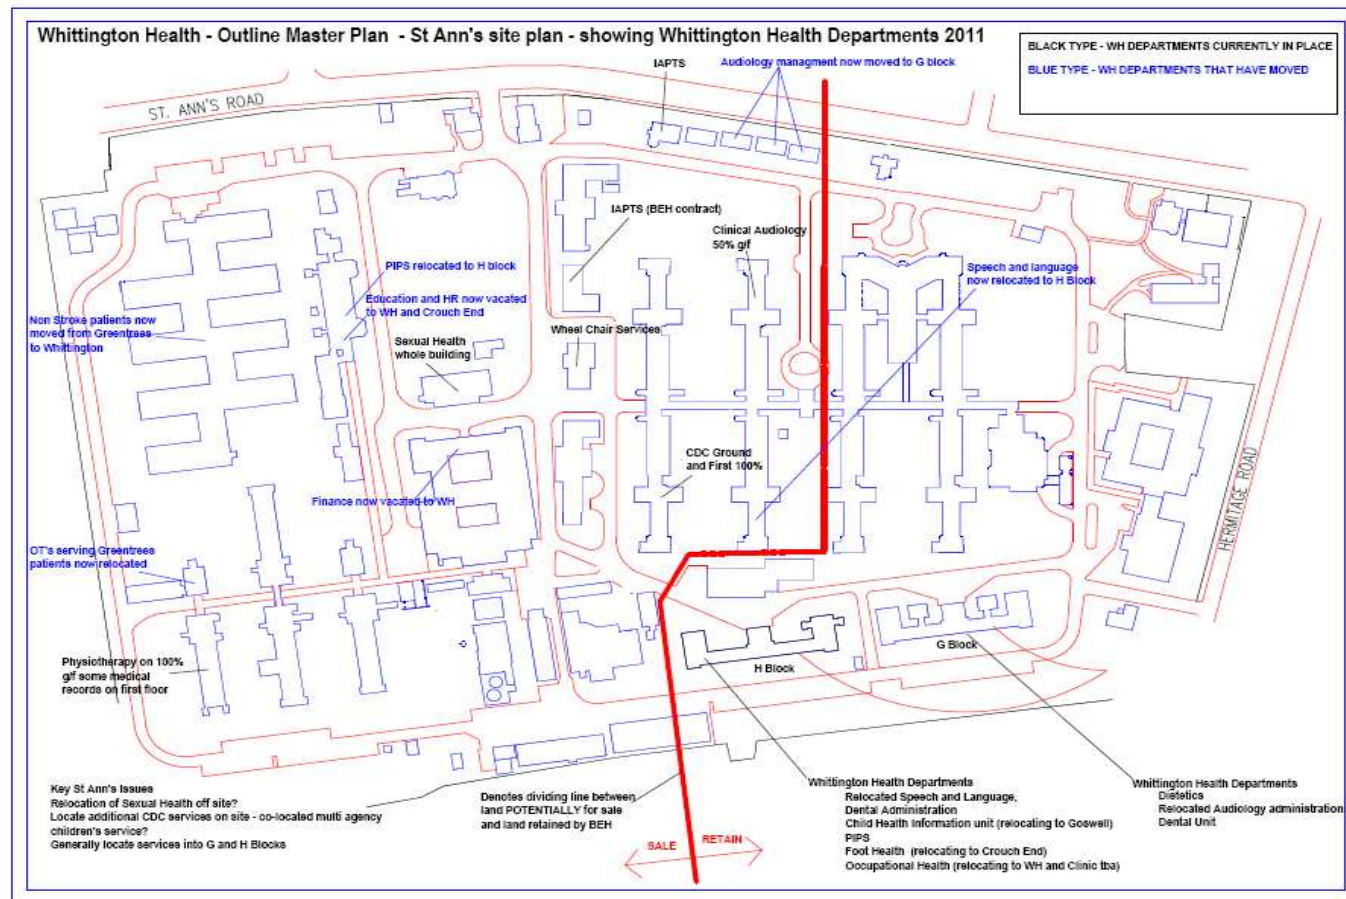 Whittington Health - Outline Master Plan - St Ann's site plan - showing Whittington Health Departments 2011
BLACK TYPE - WH DEPARTMENTS CURRENTLY IN PLACE
BLUE TYPE - WH DEPARTMENTS THAT HAVE MOVED
IAPTS
Audiology managment now moved to G block
ST. ANN'S ROAD
IAPTS (BEH contract)
Clinical Audiology
50% g/f
PIPS relocated to H block
Speech and language
now relocated to H Block
Education and HR now vacated
to WH and Crouch End
Non Stroke patients now
moved from Greentrees
to Whittington
Wheel Chair Services
Sexual Health
whole building
CDC Ground
and First 100%
Finance now vacated to WH
HERMITAGE ROAD
OT's serving Greentrees
patients now relocated
Physiotherapy on 100%
g/f some medical
records on first floor
H Block
G Block
Key St Ann's Issues
Relocation of Sexual Health off site?
Locate additional CDC services on site - co-located multi agency
children's service?
Generally locate services into G and H Blocks
Denotes dividing line between
land POTENTIALLY for sale
and land retained by BEH
SALE
RETAIN
Whittington Health Departments
Relocated Speech and Language,
Dental Administration
Child Health Information unit (relocating to Goswell)
PIPS
Foot Health (relocating to Crouch End)
Occupational Health (relocating to WH and Clinic tba)
Whittington Health Departments
Dietetics
Relocated Audiology administration
Dental Unit